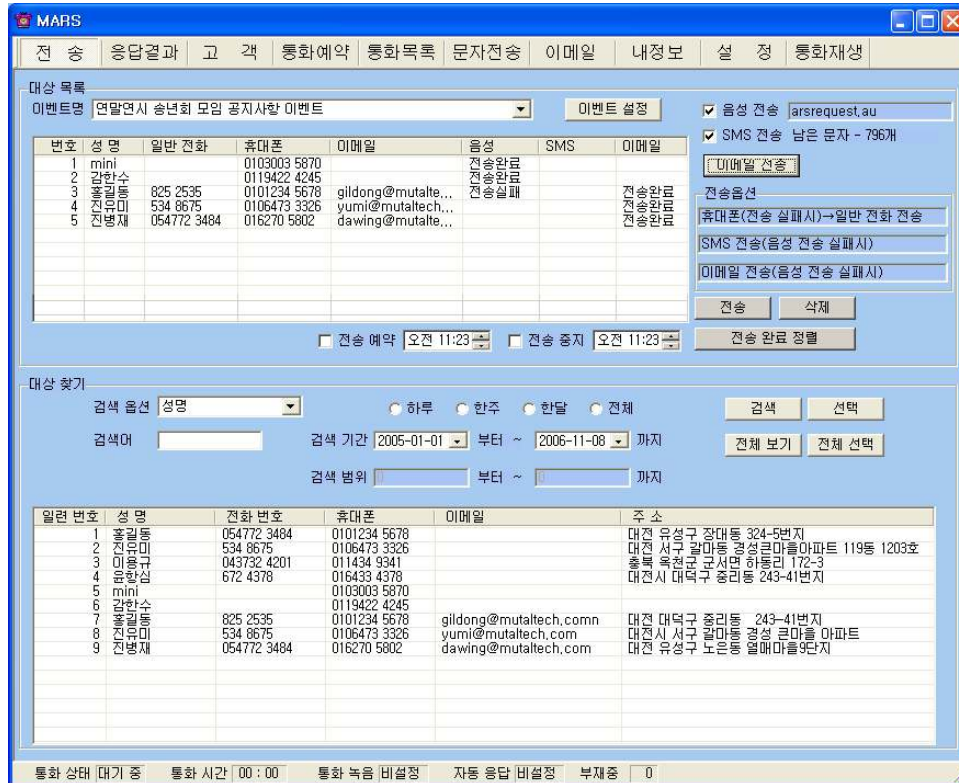 MARS
전 송 응답결과 고 객 통화예약 통화목록 문자전송 이메일 내정보 설 정 통화재생
대상 목록
이벤트명 연말연시 송년회 모임 공지사항 이벤트 이벤트 설정
음성 전송 arsrequest.au
SMS 전송 남은 문자 - 796개
이메일 전송
번호 성 명 일반 전화 휴대폰 이메일 음성 SMS 이메일
1 mini 0103003 5870 전송완료
2 감한수 0119422 4245 전송완료
3 홍길동 825 2535 0101234 5678 gildong@mutalte... 전송실패 전송완료
4 진유미 534 8675 0106473 3326 yumi@mutaltech,... 전송완료
5 진병재 054772 3484 016270 5802 dawing@mutalte... 전송완료
전송옵션
휴대폰(전송 실패시)→일반 전화 전송
SMS 전송(음성 전송 실패시)
이메일 전송(음성 전송 실패시)
전송 삭제
전송 예약 오전 11:23 전송 중지 오전 11:23 전송 완료 정렬
대상 찾기
검색 옵션 성명 하루 한주 한달 전체 검색 선택
검색어 검색 기간 2005-01-01 부터 ~ 2006-11-08 까지 전체 보기 전체 선택
검색 범위 0 부터 ~ 0 까지
일련 번호 성 명 전화 번호 휴대폰 이메일 주 소
1 홍길동 054772 3484 0101234 5678 대전 유성구 장대동 324-5번지
2 진유미 534 8675 0106473 3326 대전 서구 갈마동 경성큰마을아파트 119동 1203호
3 이용규 043732 4201 011434 9341 충북 옥천군 군서면 하동리 172-3
4 윤항심 672 4378 016433 4378 대전시 대덕구 중리동 243-41번지
5 mini 0103003 5870
6 감한수 0119422 4245
7 홍길동 825 2535 0101234 5678 gildong@mutaltech,comn 대전 대덕구 중리동 243-41번지
8 진유미 534 8675 0106473 3326 yumi@mutaltech,com 대전시 서구 갈마동 경성 큰마을 아파트
9 진병재 054772 3484 016270 5802 dawing@mutaltech,com 대전 유성구 노은동 열매마을9단지
통화 상태 대기 중 통화 시간 00 : 00 통화 녹음 비설정 자동 응답 비설정 부재중 0